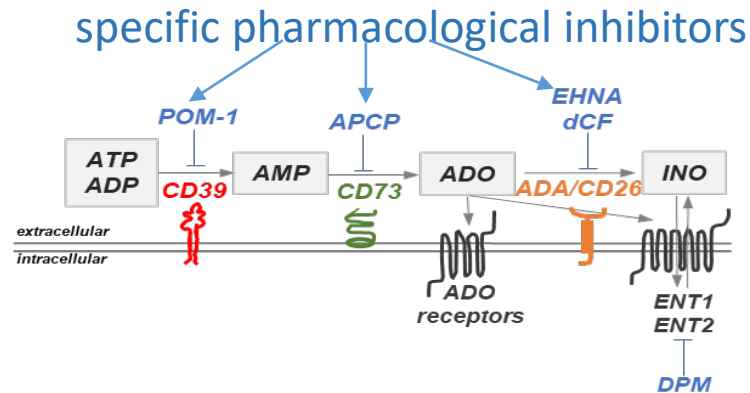 specific pharmacological inhibitors
POM-1
APCP
EHNA
dCF
ATP
ADP
CD39
AMP
CD73
ADO
ADA/CD26
INO
extracellular
intracellular
ADO
receptors
ENT1
ENT2
DPM